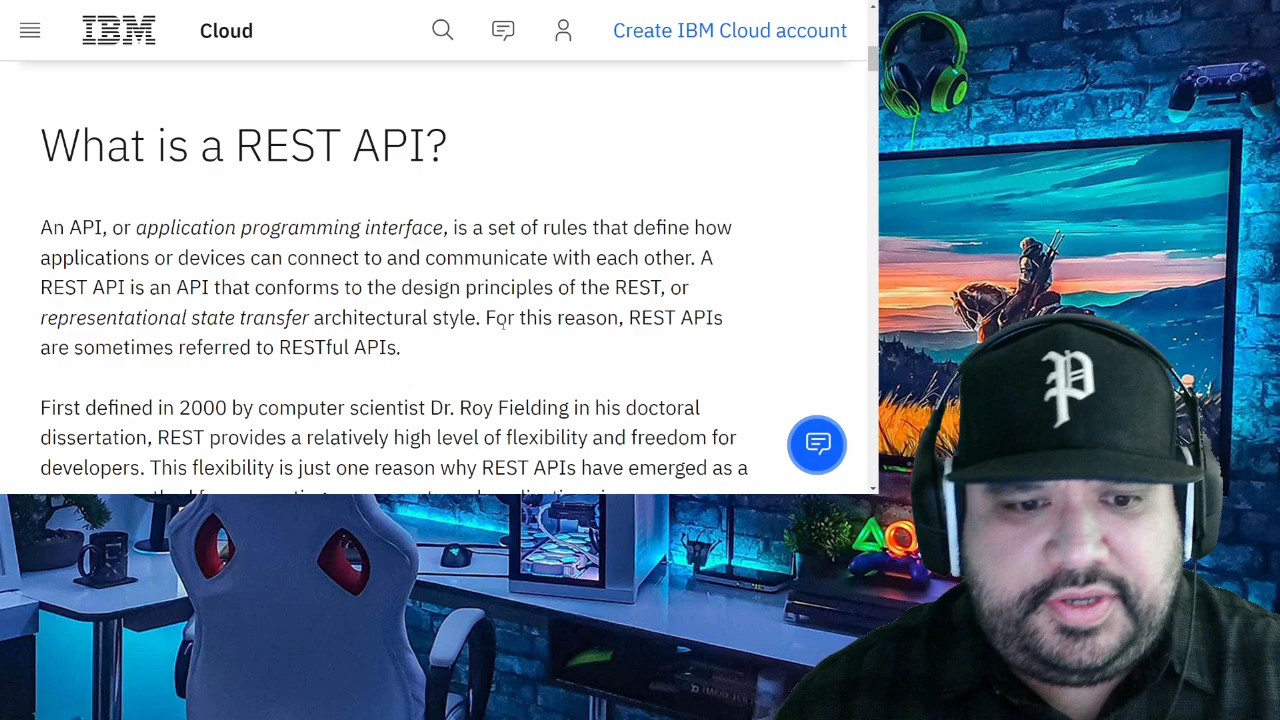 IBM
Cloud
Create IBM Cloud account
What is a REST API?
An API, or application programming interface, is a set of rules that define how
applications or devices can connect to and communicate with each other. A
REST API is an API that conforms to the design principles of the REST, or
representational state transfer architectural style. For this reason, REST APIs
are sometimes referred to RESTful APIs.
First defined in 2000 by computer scientist Dr. Roy Fielding in his doctoral
dissertation, REST provides a relatively high level of flexibility and freedom for
developers. This flexibility is just one reason why REST APIs have emerged as a
P